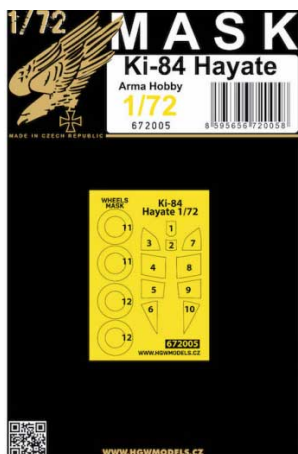 1/72
MASK
Ki-84 Hayate
Arma Hobby
1/72
672005
8 595656 720058
MADE IN CZECH REPUBLIC
WHEELS
MASK
Ki-84
Hayate 1/72
11
1
3
2
7
11
4
8
12
5
9
6
10
12
672005
WWW.HGWMODELS.CZ
WWW.HGWMODELS.CZ